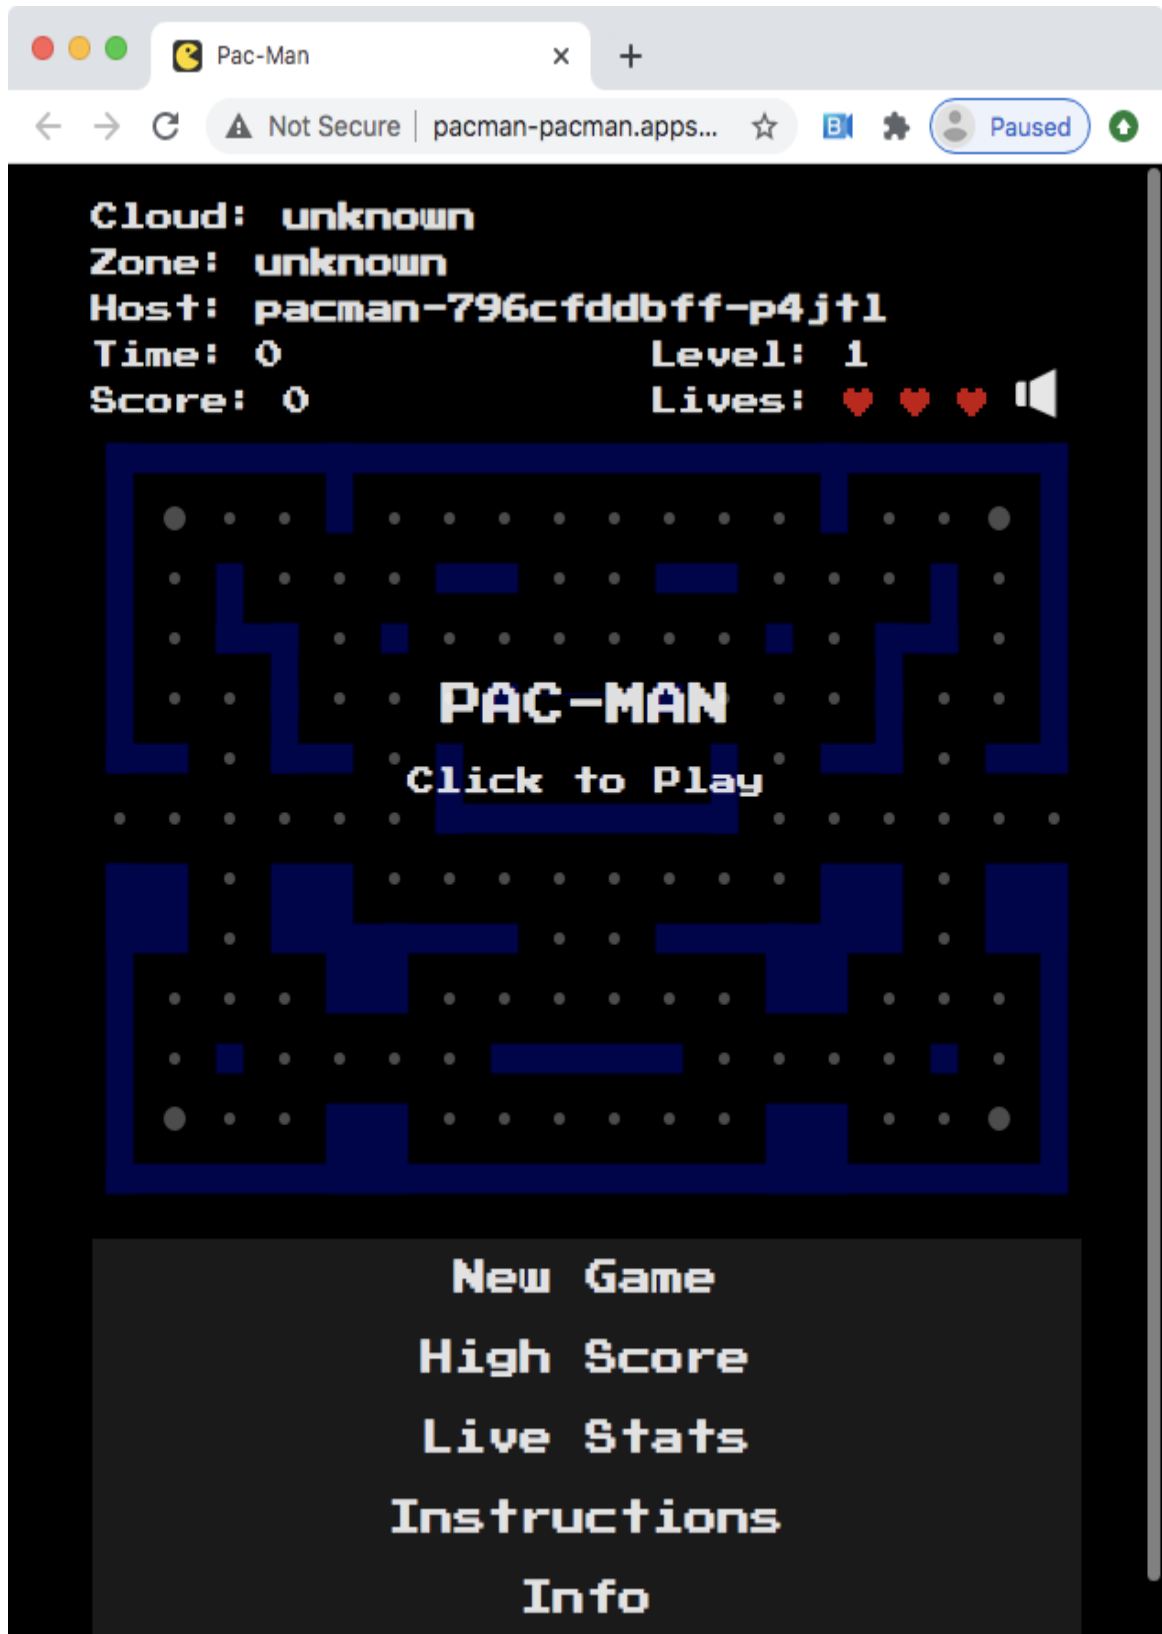 Pac-Man
Not Secure pacman-pacman.apps...
Paused
Cloud: unknown
Zone: unknown
Host: pacman-796cfddbff-p4jtl
Time: 0 Level: 1
Score: 0 Lives:
PAC-MAN
Click to Play
New Game
High Score
Live Stats
Instructions
Info